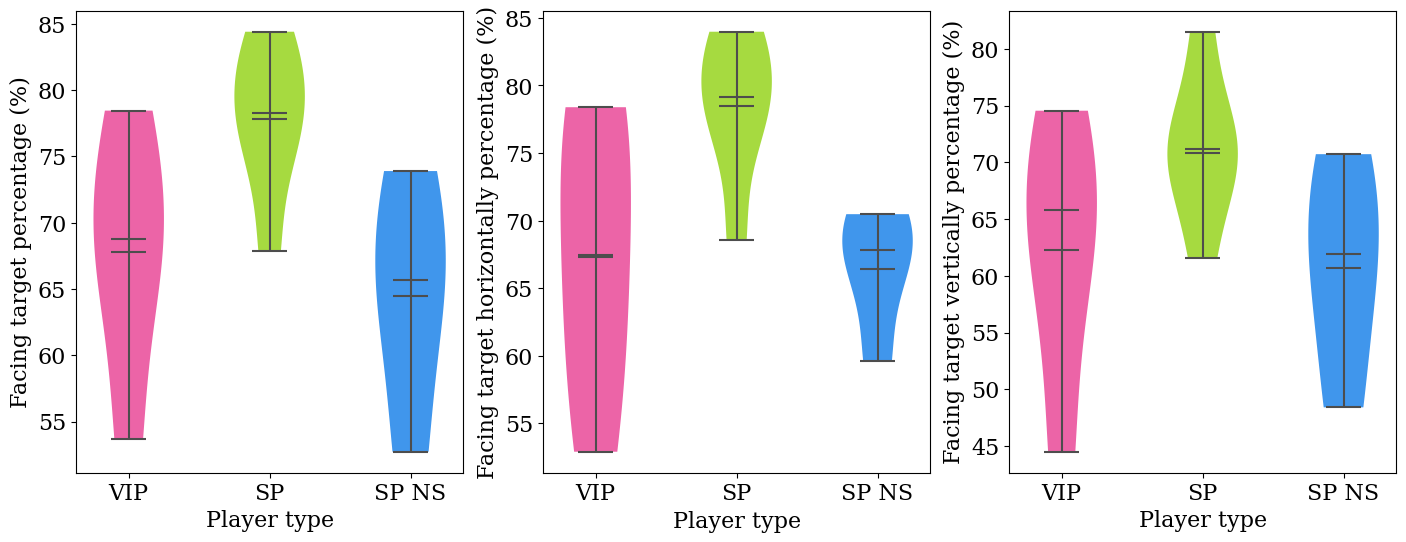 Facing target percentage (%)
85
80
75
70
65
60
55
VIP SP SP NS
Player type
Facing target horizontally percentage (%)
85
80
75
70
65
60
55
VIP SP SP NS
Player type
Facing target vertically percentage (%)
80
75
70
65
60
55
50
45
VIP SP SP NS
Player type